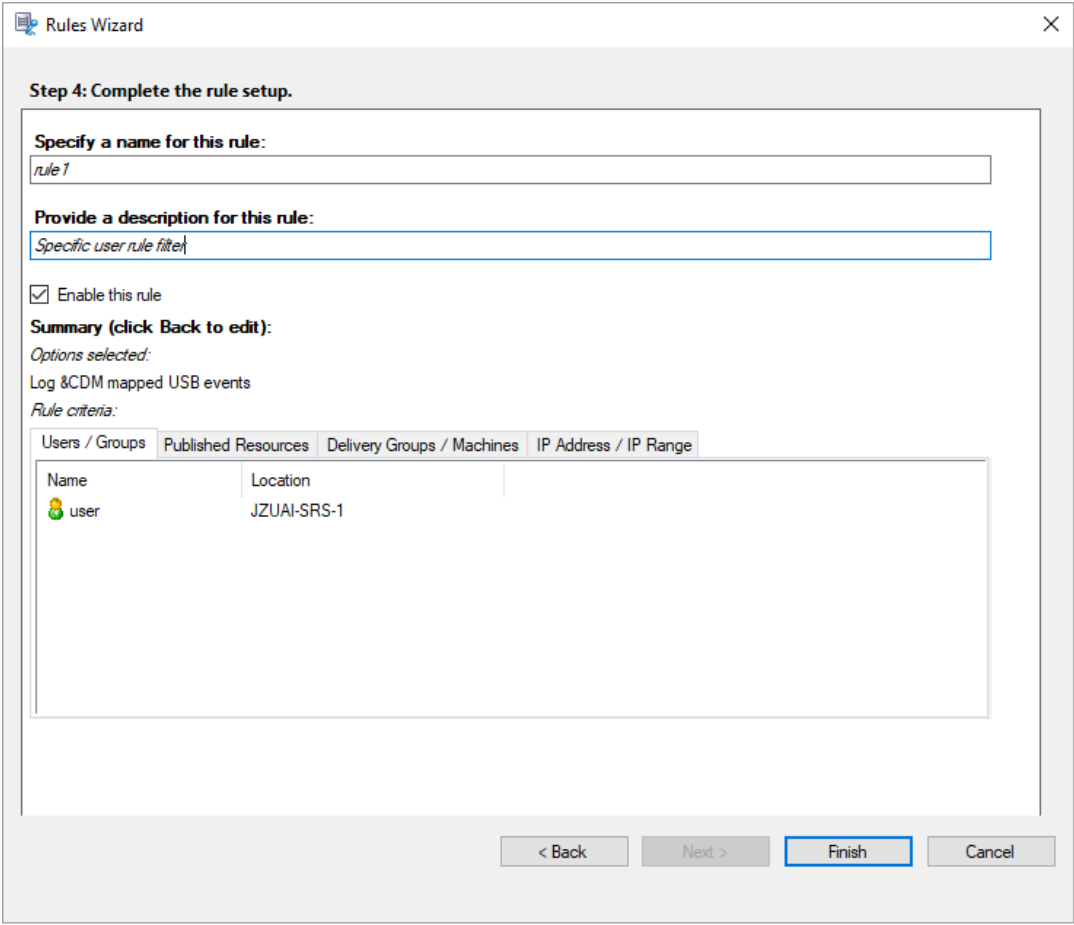 Rules Wizard
Step 4: Complete the rule setup.
Specify a name for this rule:
rule1
Provide a description for this rule:
Specific user rule filter
Enable this rule
Summary (click Back to edit):
Options selected:
Log &CDM mapped USB events
Rule criteria:
Users / Groups Published Resources Delivery Groups / Machines IP Address / IP Range
Name Location
user JZUAI-SRS-1
< Back Next > Finish Cancel